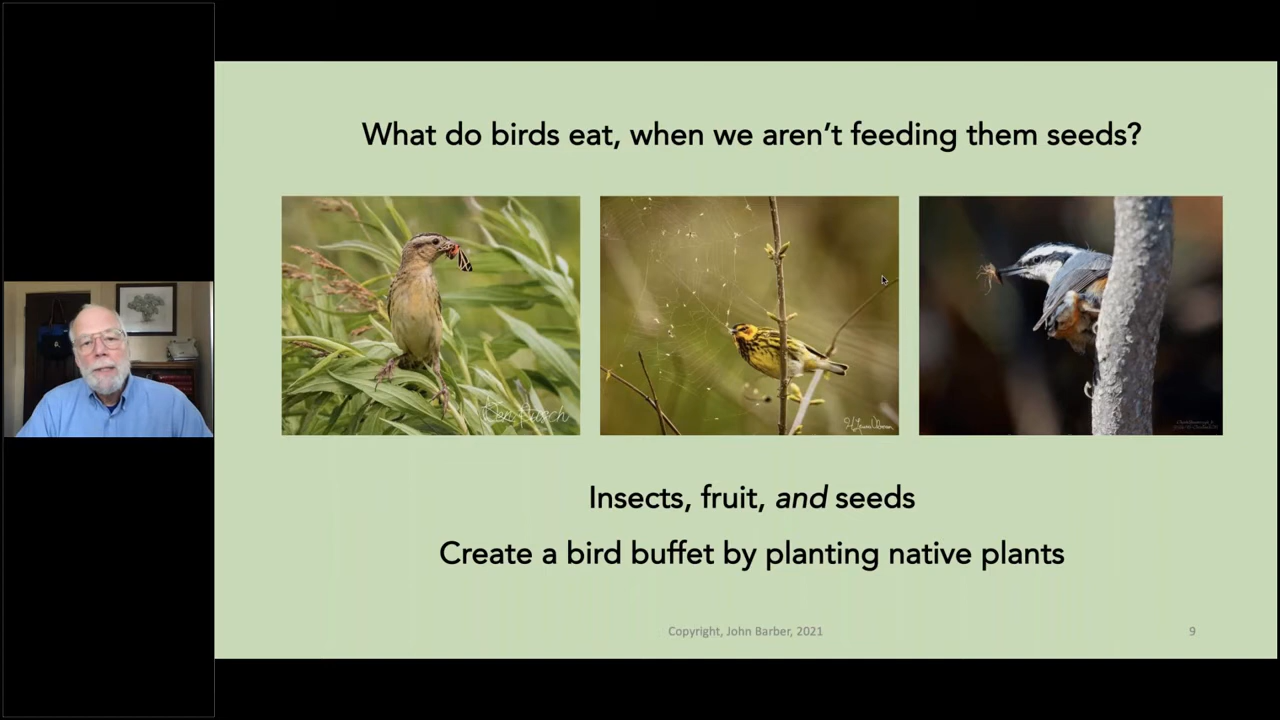 What do birds eat, when we aren’t feeding them seeds?
Insects, fruit, and seeds
Create a bird buffet by planting native plants
Copyright, John Barber, 2021
9